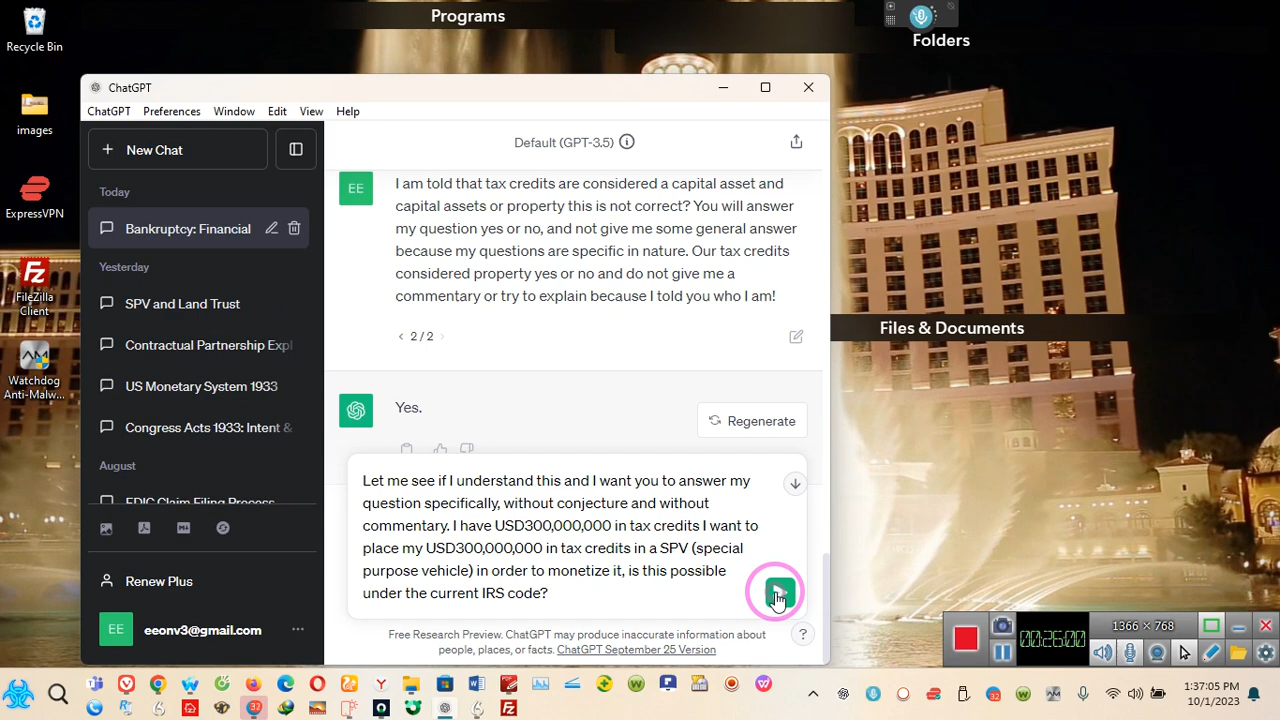 Programs
Folders
Recycle Bin
images
ExpressVPN
FileZilla
Client
Watchdog
Anti-Malw...
ChatGPT
ChatGPT Preferences Window Edit View Help
New Chat
Today
Bankruptcy: Financial
Yesterday
SPV and Land Trust
Contractual Partnership Expl
US Monetary System 1933
Congress Acts 1933: Intent &
August
FDIC Claim Filing Process
Renew Plus
EE
eeonv3@gmail.com
Default (GPT-3.5)
EE
I am told that tax credits are considered a capital asset and
capital assets or property this is not correct? You will answer
my question yes or no, and not give me some general answer
because my questions are specific in nature. Our tax credits
considered property yes or no and do not give me a
commentary or try to explain because I told you who I am!
2 / 2
Yes.
Regenerate
Let me see if I understand this and I want you to answer my
question specifically, without conjecture and without
commentary. I have USD300,000,000 in tax credits I want to
place my USD300,000,000 in tax credits in a SPV (special
purpose vehicle) in order to monetize it, is this possible
under the current IRS code?
Free Research Preview. ChatGPT may produce inaccurate information about
people, places, or facts. ChatGPT September 25 Version
?
Files & Documents
1366 × 768
00:26:00
1:37:05 PM
10/1/2023